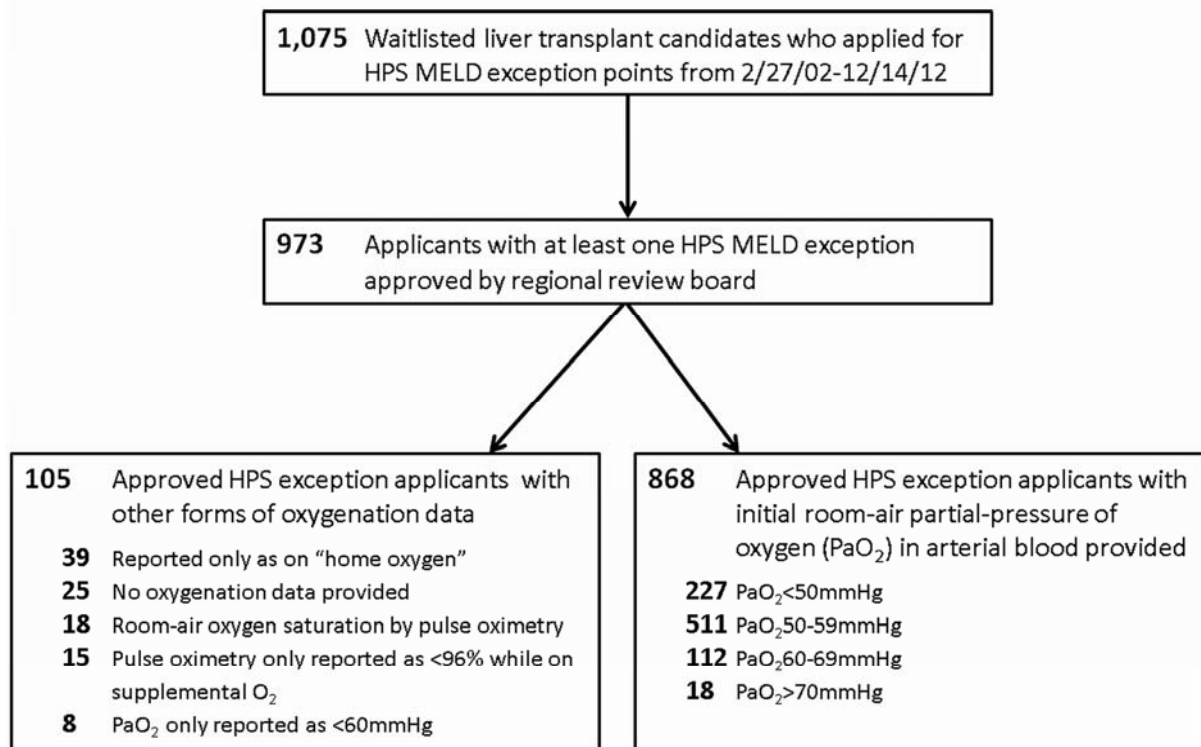 1,075 Waitlisted liver transplant candidates who applied for
HPS MELD exception points from 2/27/02-12/14/12
973 Applicants with at least one HPS MELD exception
approved by regional review board
105 Approved HPS exception applicants with
other forms of oxygenation data
39 Reported only as on “home oxygen”
25 No oxygenation data provided
18 Room-air oxygen saturation by pulse oximetry
15 Pulse oximetry only reported as <96% while on
supplemental O₂
8 PaO₂ only reported as <60mmHg
868 Approved HPS exception applicants with
initial room-air partial-pressure of
oxygen (PaO₂) in arterial blood provided
227 PaO₂<50mmHg
511 PaO₂50-59mmHg
112 PaO₂60-69mmHg
18 PaO₂>70mmHg